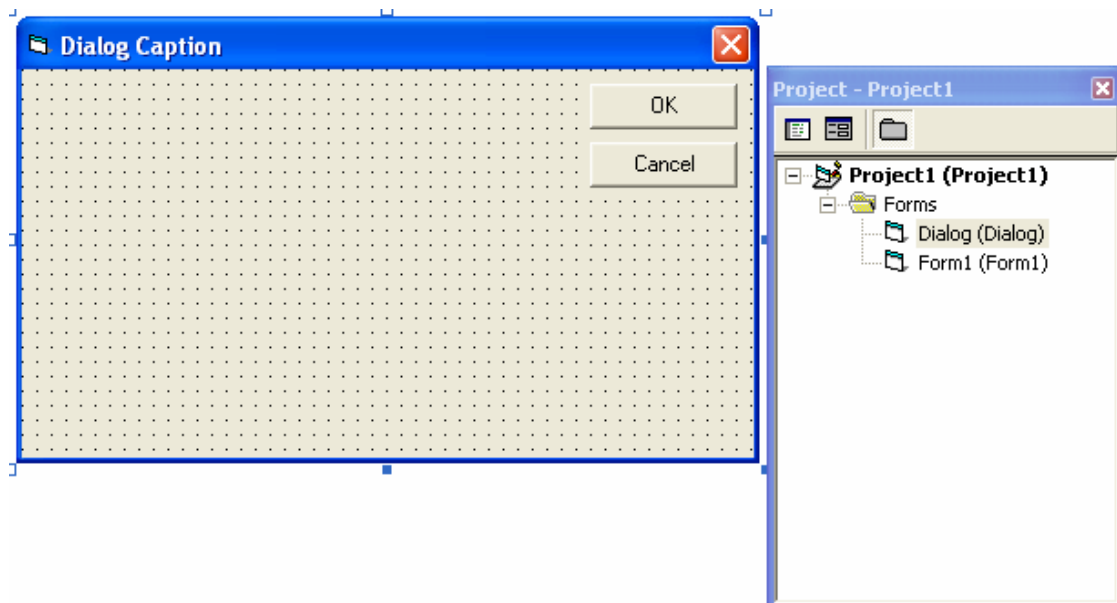 Dialog Caption
OK
Cancel
Project - Project1
Project1 (Project1)
Forms
Dialog (Dialog)
Form1 (Form1)